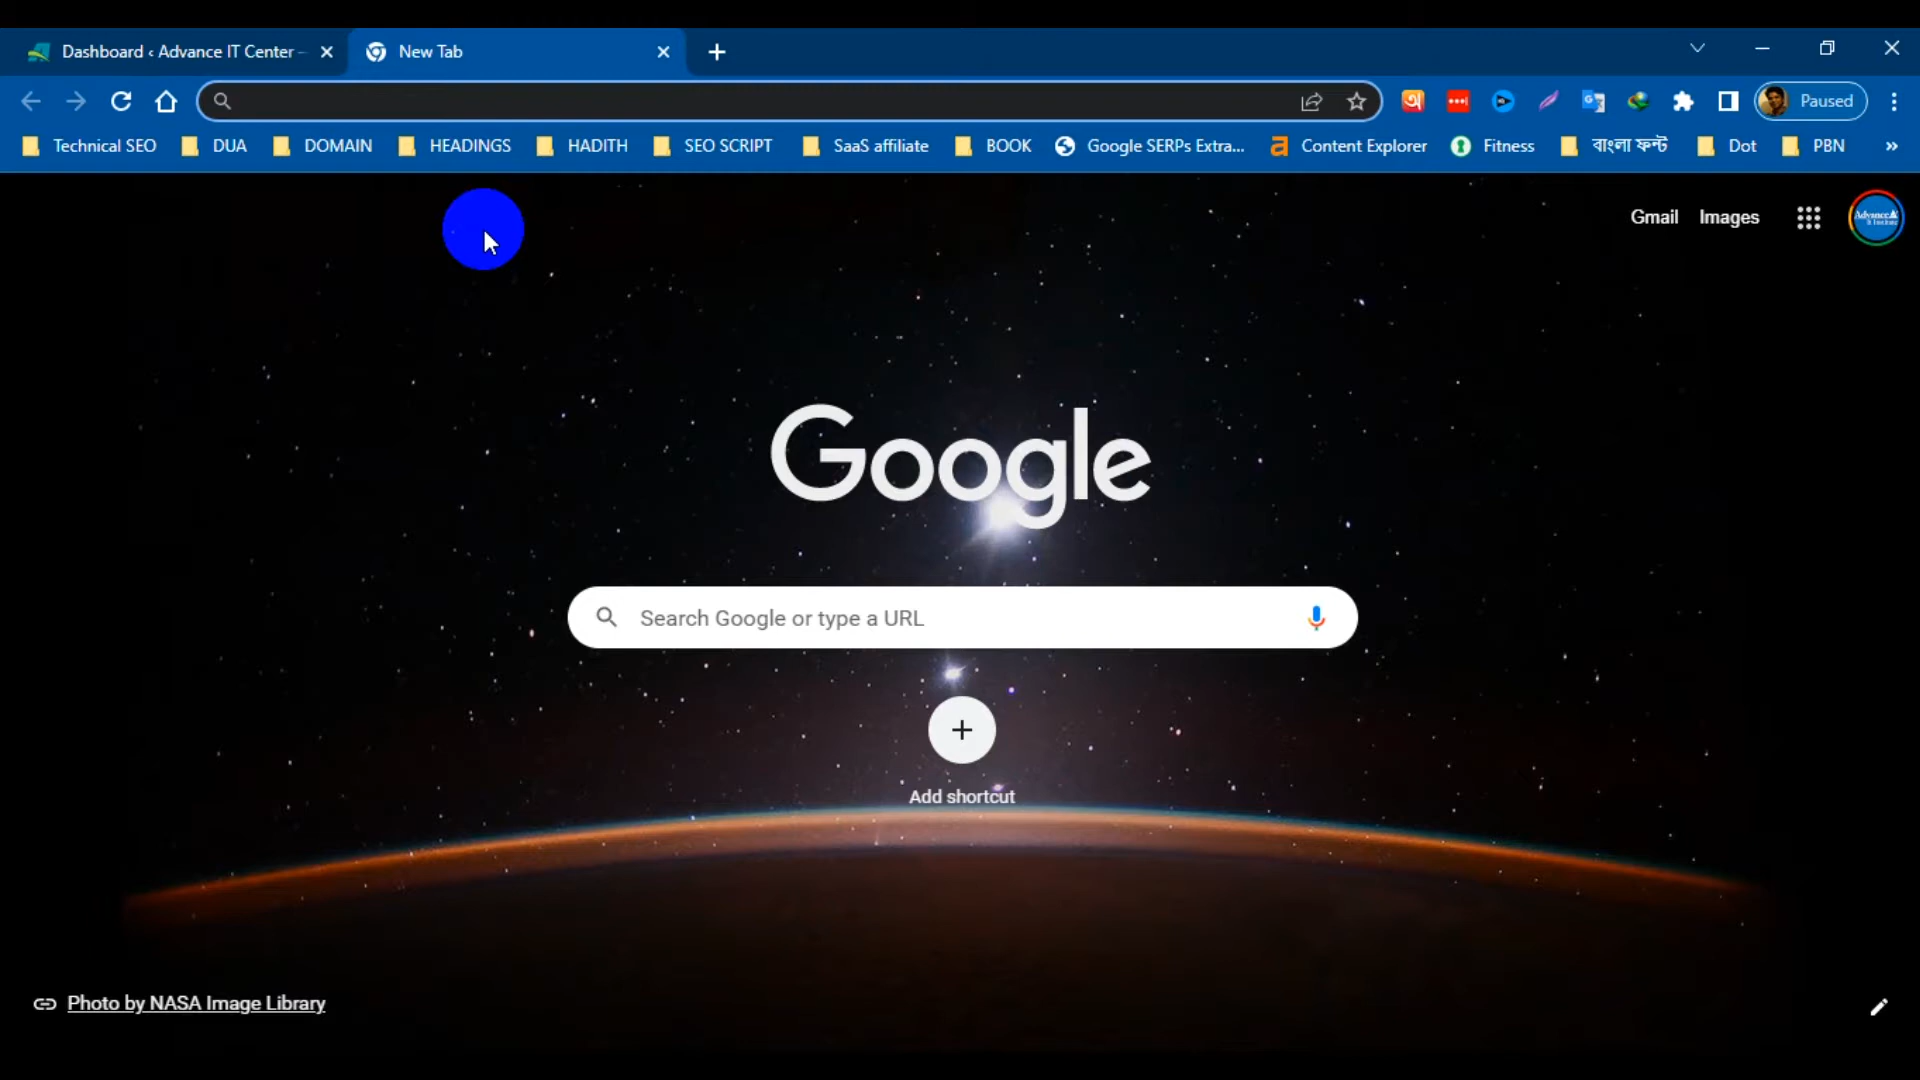 Dashboard ‹ Advance IT Center –
New Tab
Paused
Technical SEO DUA DOMAIN HEADINGS HADITH SEO SCRIPT SaaS affiliate BOOK Google SERPs Extra... Content Explorer Fitness বাংলা ফন্ট Dot PBN »
Gmail Images
Google
Search Google or type a URL
Add shortcut
Photo by NASA Image Library